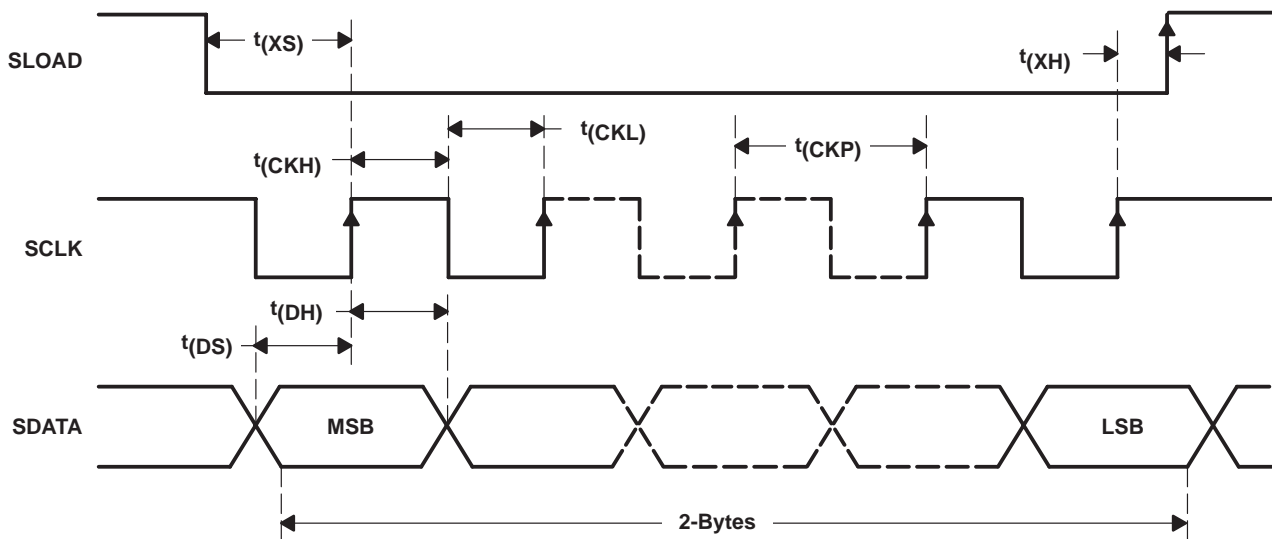 SLOAD
t(XS)
t(XH)
t(CKH)
t(CKL)
t(CKP)
SCLK
t(DH)
t(DS)
SDATA
MSB
LSB
2-Bytes